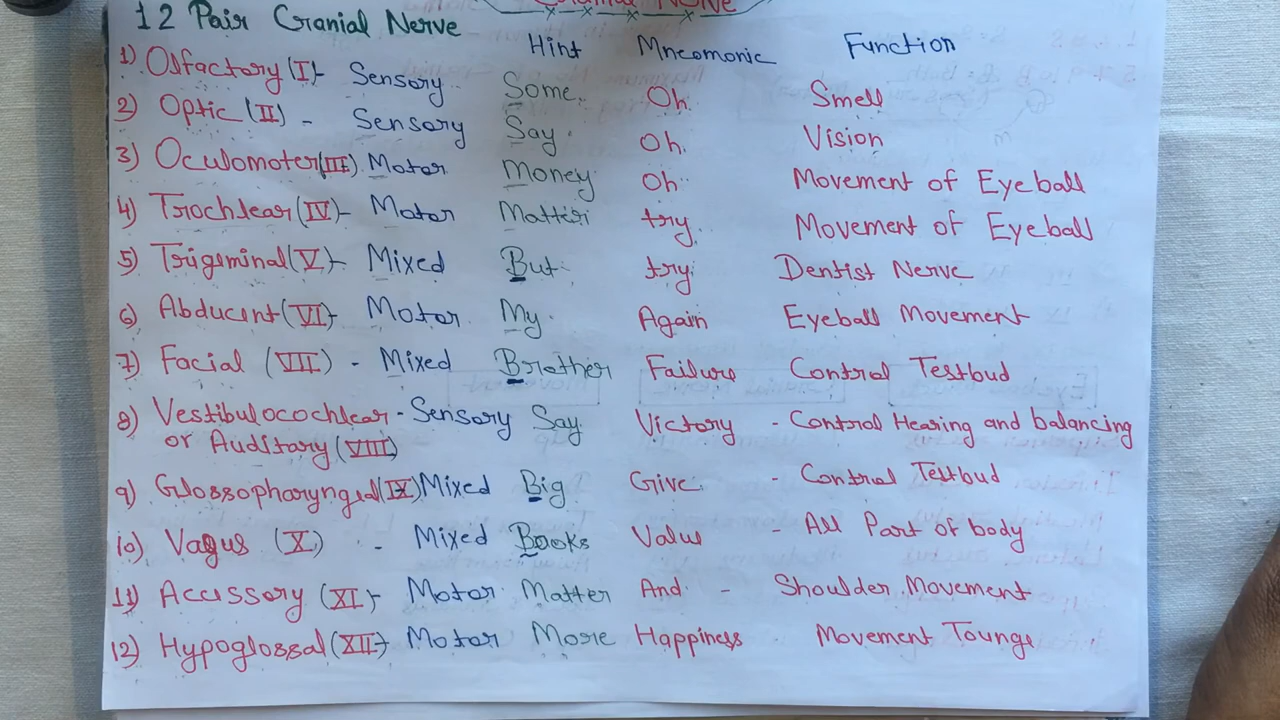 Cranial Nerve
12 Pair Cranial Nerve
Hint Mnemonic Function
1) Olfactory (I)- Sensory Some Oh Smell
2) Optic (II) - Sensory Say Oh Vision
3) Oculomoter (III) Motor Money Oh Movement of Eyeball
4) Trochlear (IV)- Motor Matteri try Movement of Eyeball
5) Trigeminal (V)- Mixed But try Dentist Nerve
6) Abducent (VI)- Motor My Again Eyeball Movement
7) Facial (VII) - Mixed Brother Failure Control Testbud
8) Vestibulocochlear - Sensory Say Victory - Control Hearing and balancing
or Auditary (VIII)
9) Glossopharyngeal (IX) Mixed Big Give - Control Testbud
10) Vagus (X) - Mixed Books Value - All Part of body
11) Accessory (XI)- Motor Matter And - Shoulder Movement
12) Hypoglossal (XII)- Motor More Happiness Movement Tounge